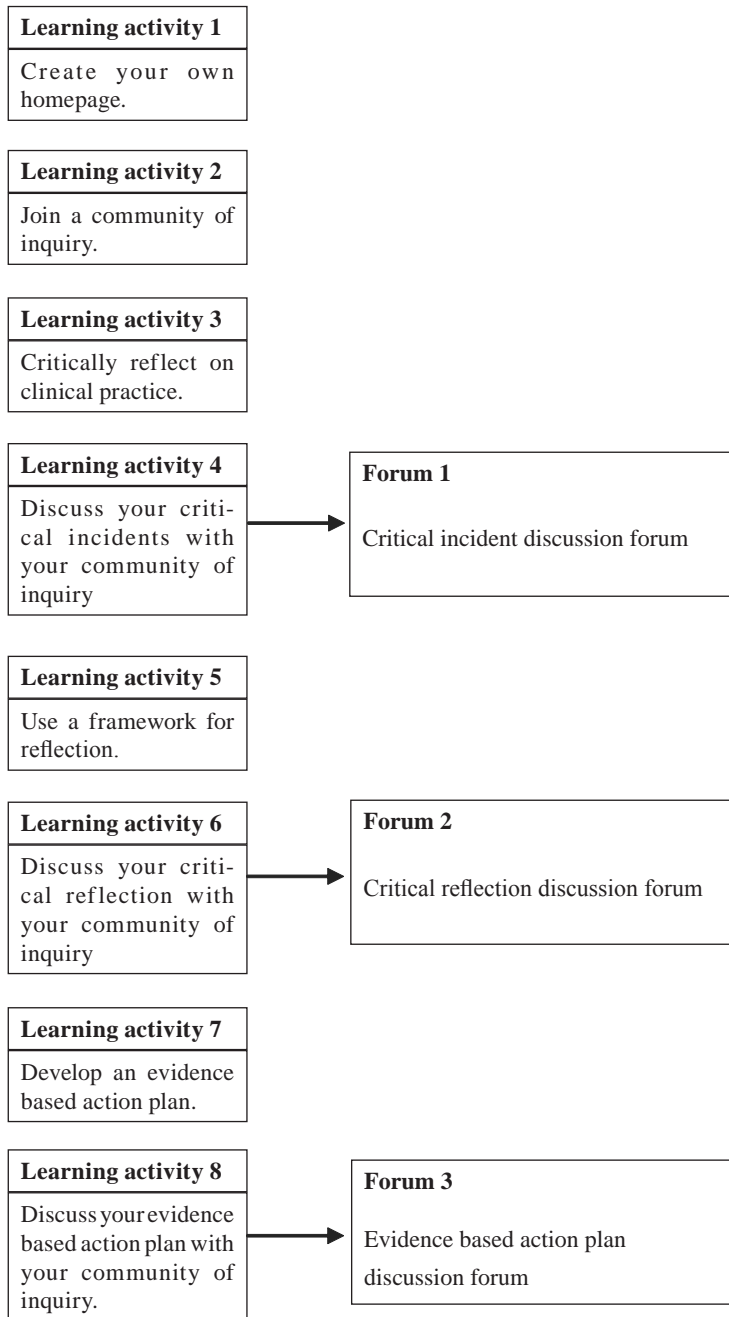 Learning activity 1
Create your own
homepage.
Learning activity 2
Join a community of
inquiry.
Learning activity 3
Critically reflect on
clinical practice.
Learning activity 4
Discuss your criti-
cal incidents with
your community of
inquiry
Forum 1
Critical incident discussion forum
Learning activity 5
Use a framework for
reflection.
Learning activity 6
Discuss your criti-
cal reflection with
your community of
inquiry
Forum 2
Critical reflection discussion forum
Learning activity 7
Develop an evidence
based action plan.
Learning activity 8
Discuss your evidence
based action plan with
your community of
inquiry.
Forum 3
Evidence based action plan
discussion forum